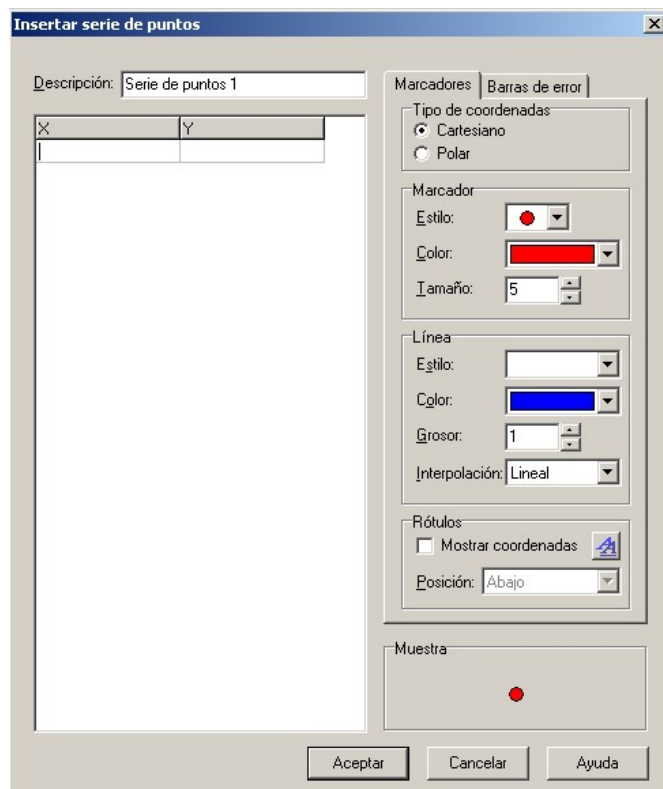 Insertar serie de puntos
Descripción: Serie de puntos 1
X Y
Marcadores Barras de error
Tipo de coordenadas
Cartesiano
Polar
Marcador
Estilo:
Color:
Tamaño: 5
Línea
Estilo:
Color:
Grosor: 1
Interpolación: Lineal
Rótulos
Mostrar coordenadas A
Posición: Abajo
Muestra
Aceptar Cancelar Ayuda